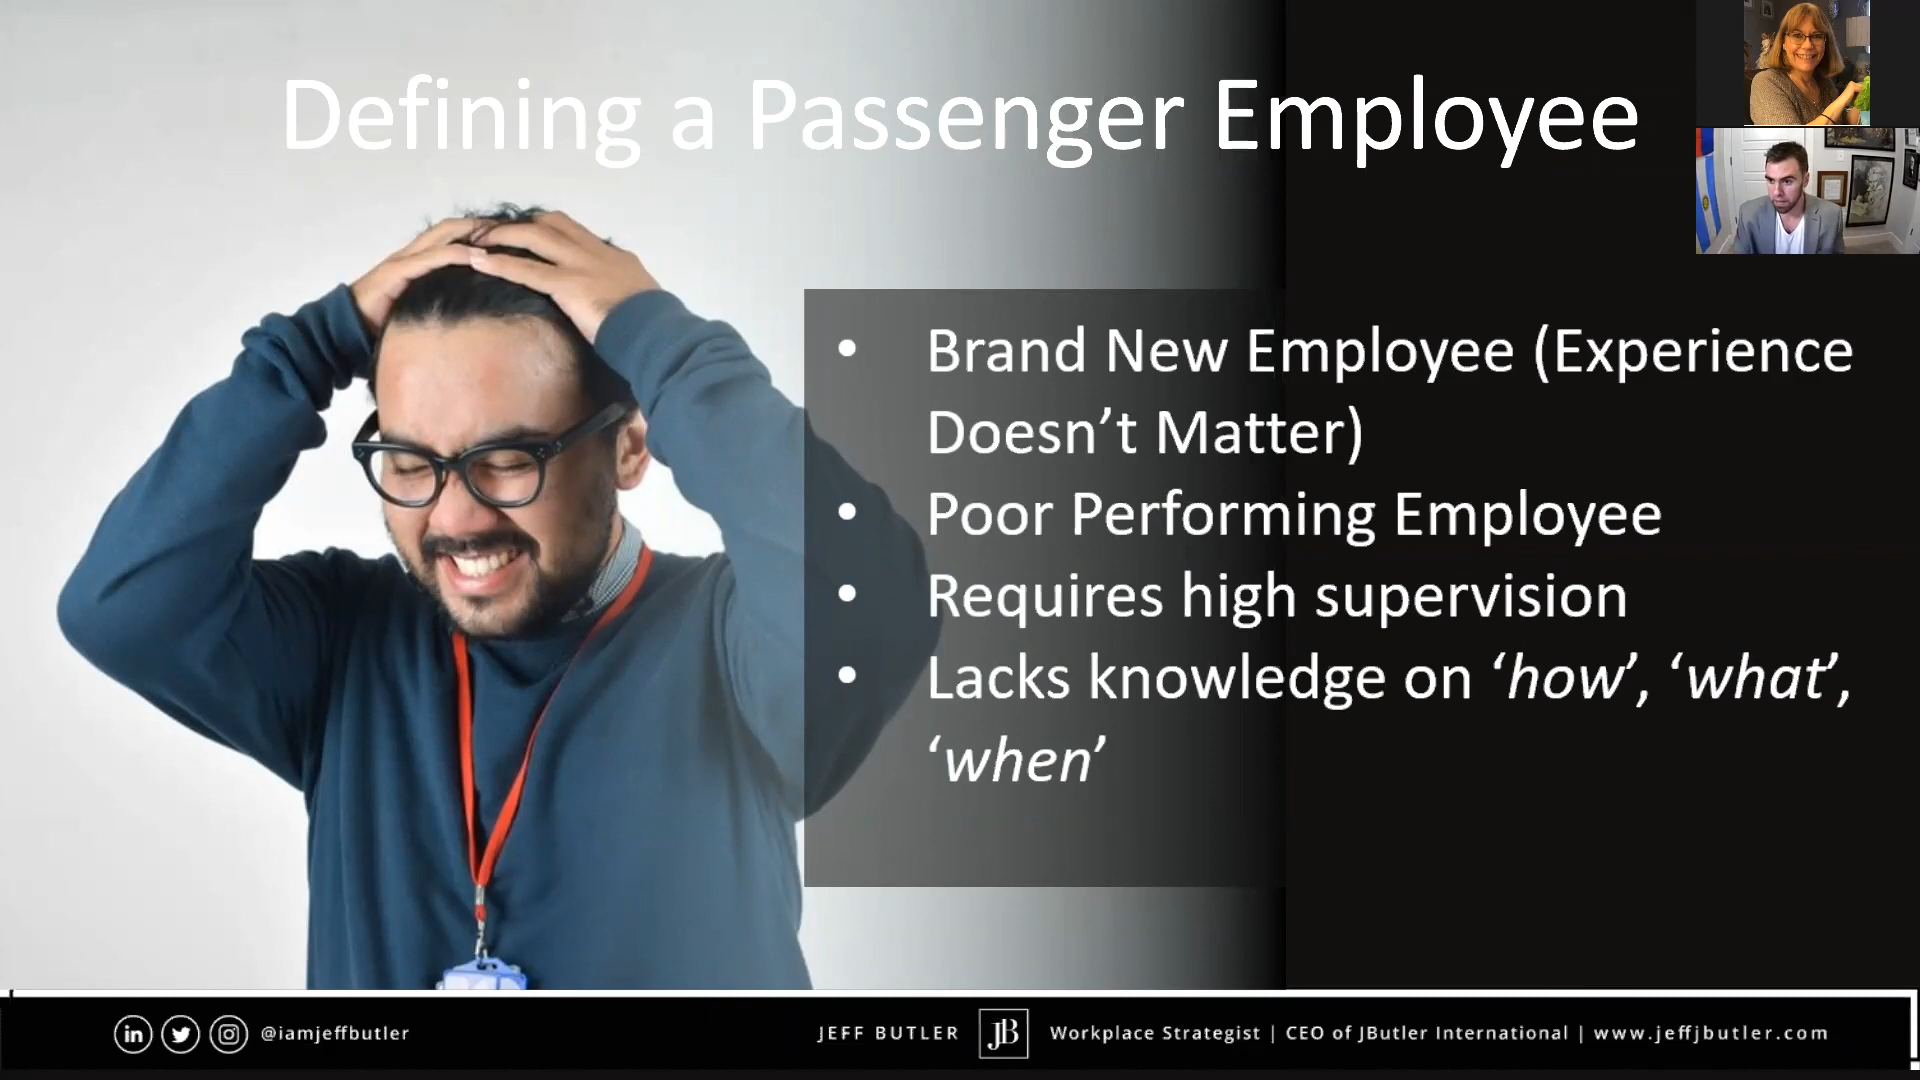 Defining a Passenger Employee
• Brand New Employee (Experience
Doesn’t Matter)
• Poor Performing Employee
• Requires high supervision
• Lacks knowledge on ‘how’, ‘what’,
‘when’
in @iamjeffbutler
JEFF BUTLER JB Workplace Strategist | CEO of JButler International | www.jeffjbutler.com